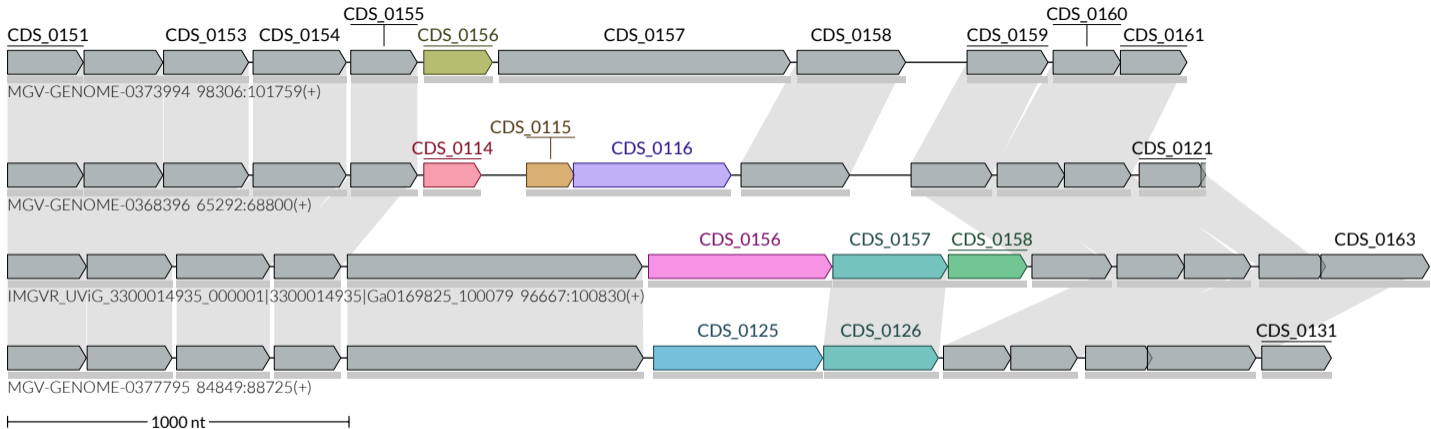 CDS_0155 CDS_0160
CDS_0151 CDS_0153 CDS_0154 CDS_0156 CDS_0157 CDS_0158 CDS_0159 CDS_0161
MGV-GENOME-0373994 98306:101759(+)
CDS_0115
CDS_0114 CDS_0116 CDS_0121
MGV-GENOME-0368396 65292:68800(+)
CDS_0156 CDS_0157 CDS_0158 CDS_0163
IMGVR_UViG_3300014935_000001|3300014935|Ga0169825_100079 96667:100830(+)
CDS_0125 CDS_0126 CDS_0131
MGV-GENOME-0377795 84849:88725(+)
1000 nt